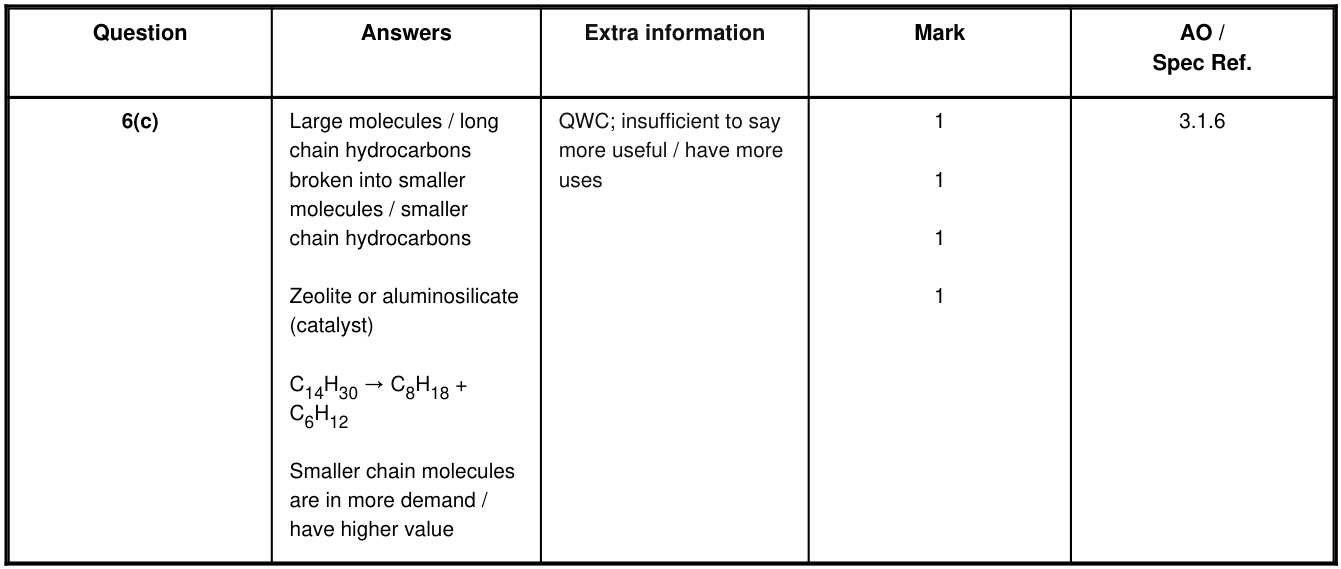 Question Answers Extra information Mark AO /
Spec Ref.
6(c) Large molecules / long QWC; insufficient to say 1 3.1.6
chain hydrocarbons more useful / have more
broken into smaller uses 1
molecules / smaller
chain hydrocarbons 1
Zeolite or aluminosilicate 1
(catalyst)
C₁₄H₃₀ → C₈H₁₈ +
C₆H₁₂
Smaller chain molecules
are in more demand /
have higher value